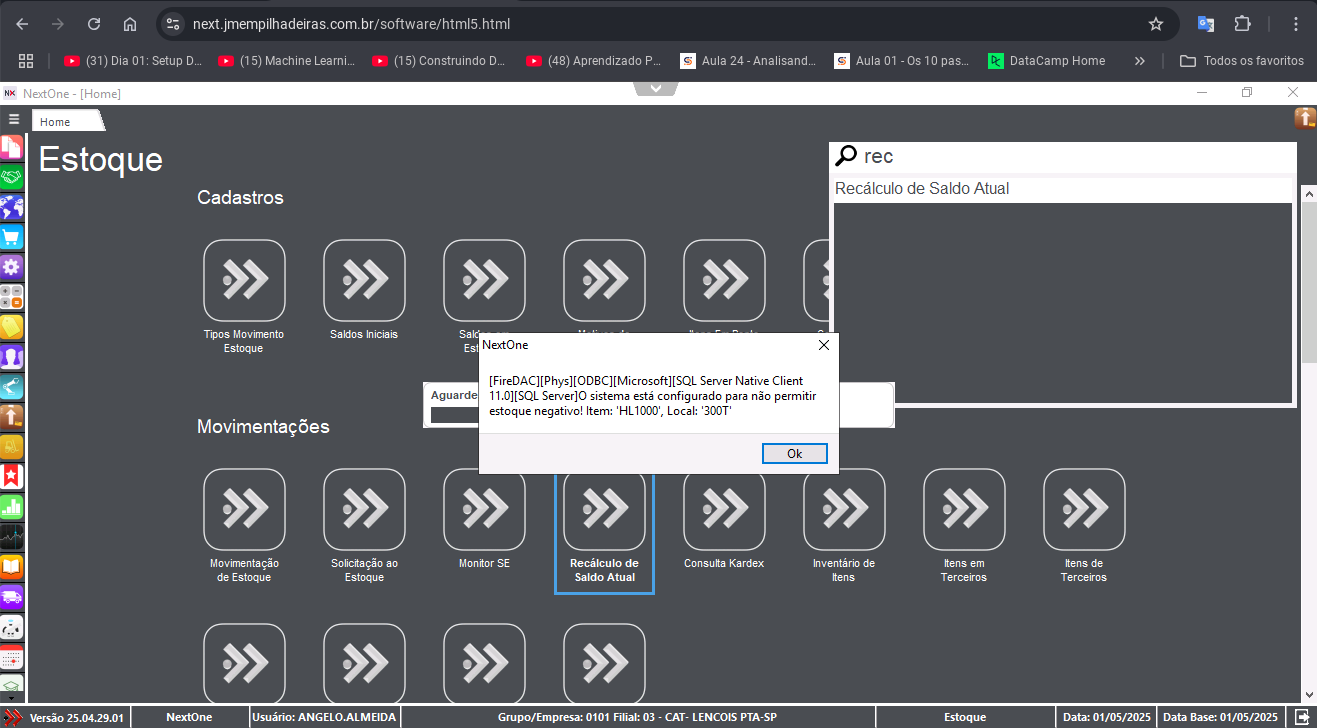 next.jmempilhadeiras.com.br/software/html5.html
(31) Dia 01: Setup D...
(15) Machine Learni...
(15) Construindo D...
(48) Aprendizado P...
Aula 24 - Analisand...
Aula 01 - Os 10 pas...
DataCamp Home
Todos os favoritos
NextOne - [Home]
Home
Estoque
rec
Recálculo de Saldo Atual
Cadastros
Tipos Movimento
Estoque
Saldos Iniciais
NextOne
[FireDAC][Phys][ODBC][Microsoft][SQL Server Native Client
11.0][SQL Server]O sistema está configurado para não permitir
estoque negativo! Item: 'HL1000', Local: '300T'
Ok
Aguarde
Movimentações
Movimentação
de Estoque
Solicitação ao
Estoque
Monitor SE
Recálculo de
Saldo Atual
Consulta Kardex
Inventário de
Itens
Itens em
Terceiros
Itens de
Terceiros
Versão 25.04.29.01
NextOne
Usuário: ANGELO.ALMEIDA
Grupo/Empresa: 0101 Filial: 03 - CAT- LENCOIS PTA-SP
Estoque
Data: 01/05/2025
Data Base: 01/05/2025